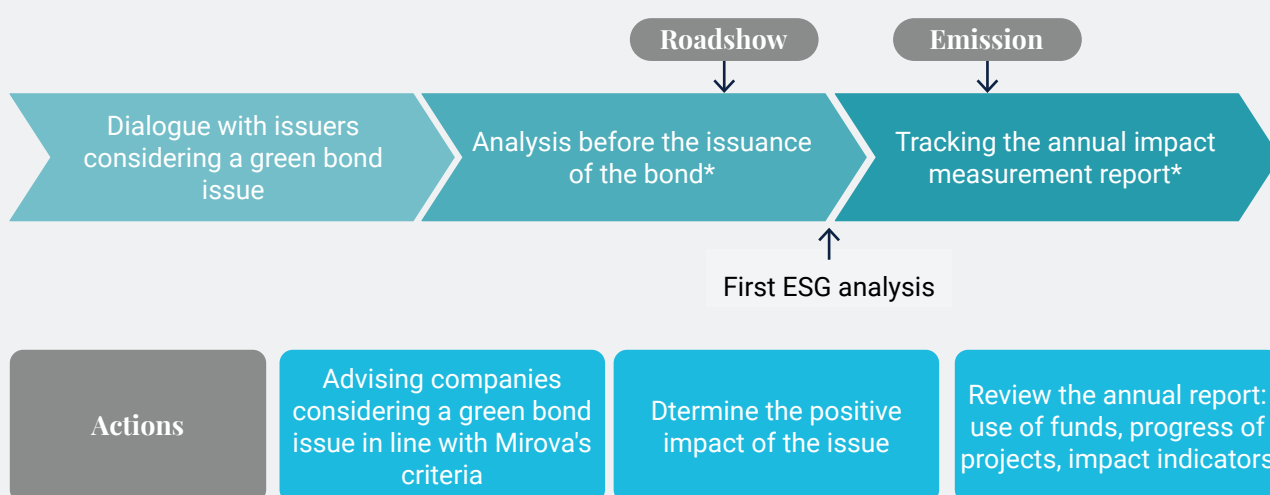 Roadshow
Emission
Dialogue with issuers
considering a green bond
issue
Analysis before the issuance
of the bond*
Tracking the annual impact
measurement report*
First ESG analysis
Actions
Advising companies
considering a green bond
issue in line with Mirova's
criteria
Dtermine the positive
impact of the issue
Review the annual report:
use of funds, progress of
projects, impact indicators